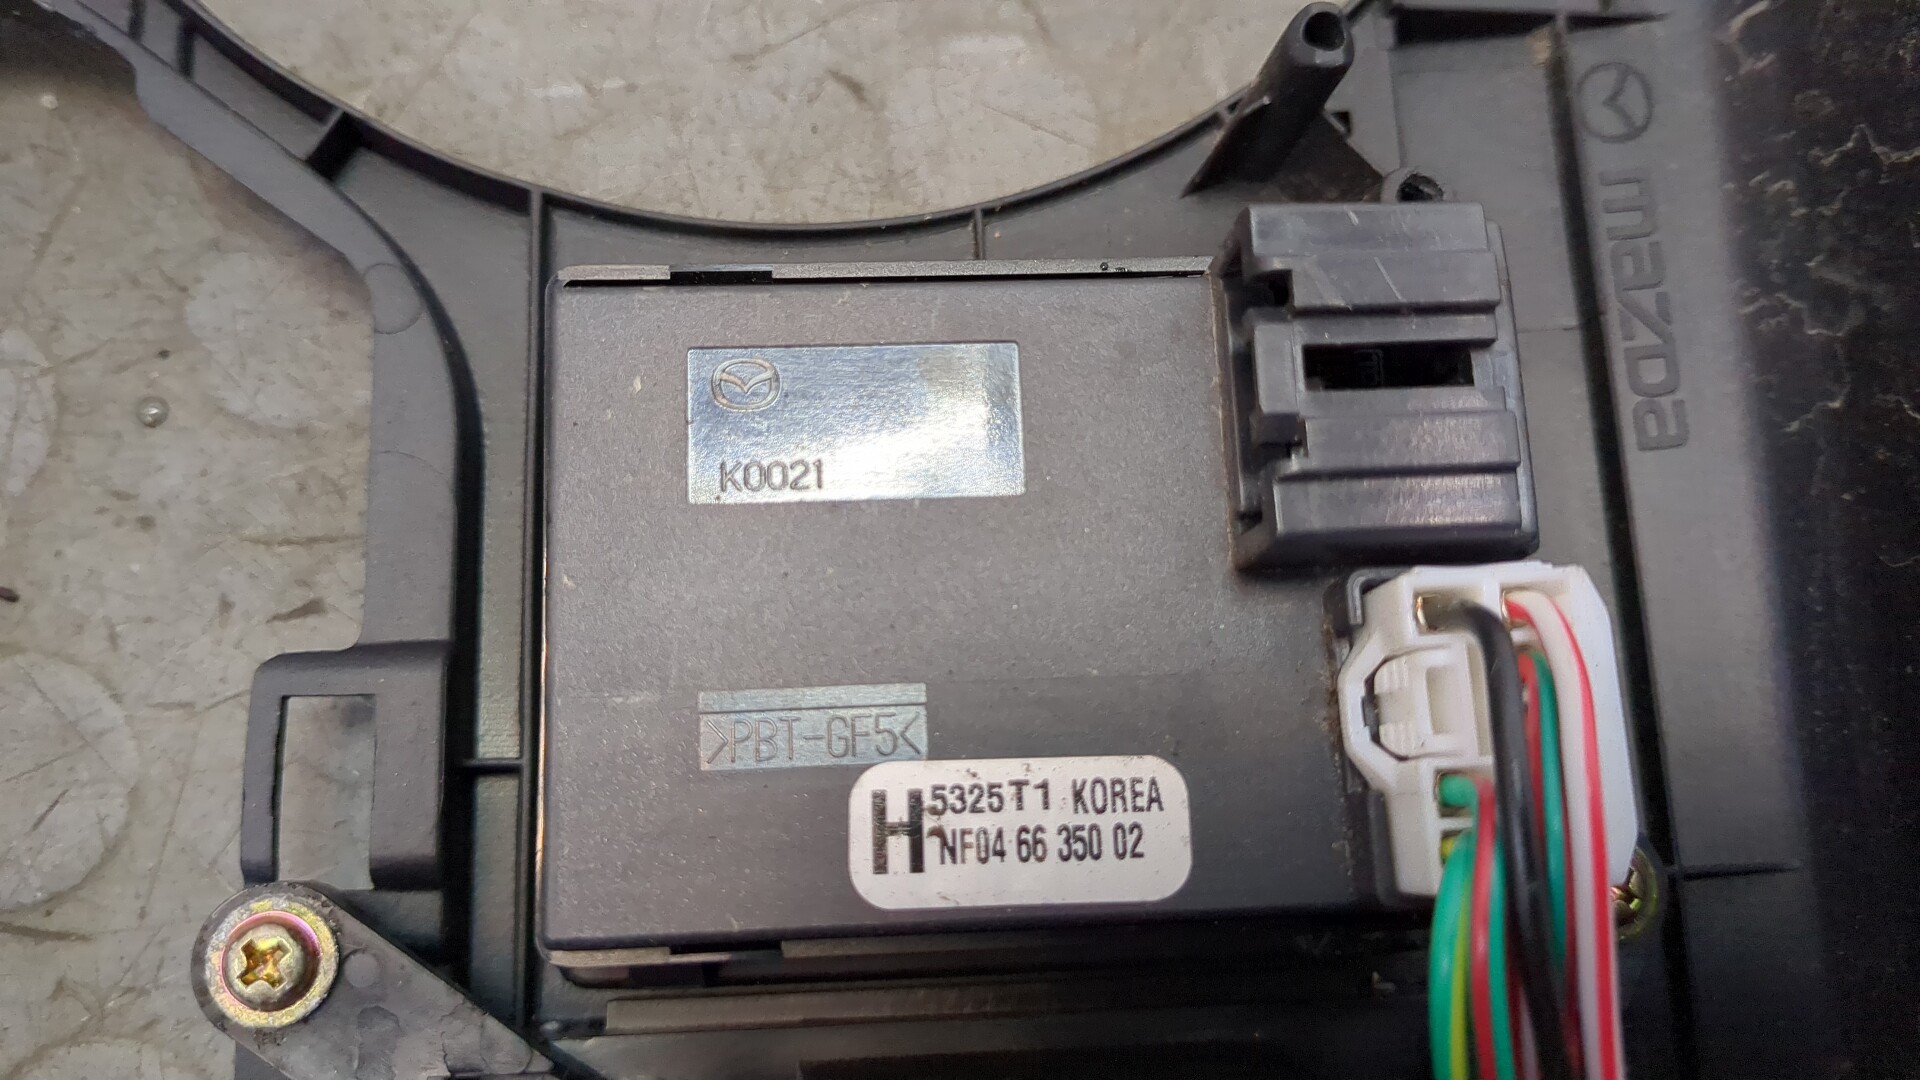 mazda
K0021
>PBT-GF5<
H
5325T1 KOREA
NF04 66 350 02